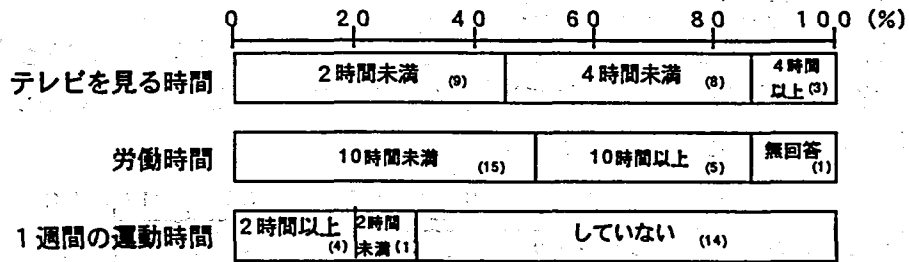 0 20 40 60 80 100 (%)
テレビを見る時間 2時間未満 (9) 4時間未満 (8) 4時間
以上(3)
労働時間 10時間未満 (15) 10時間以上 (5) 無回答
(1)
1週間の運動時間 2時間以上 (4) 2時間
未満(1 していない (14)